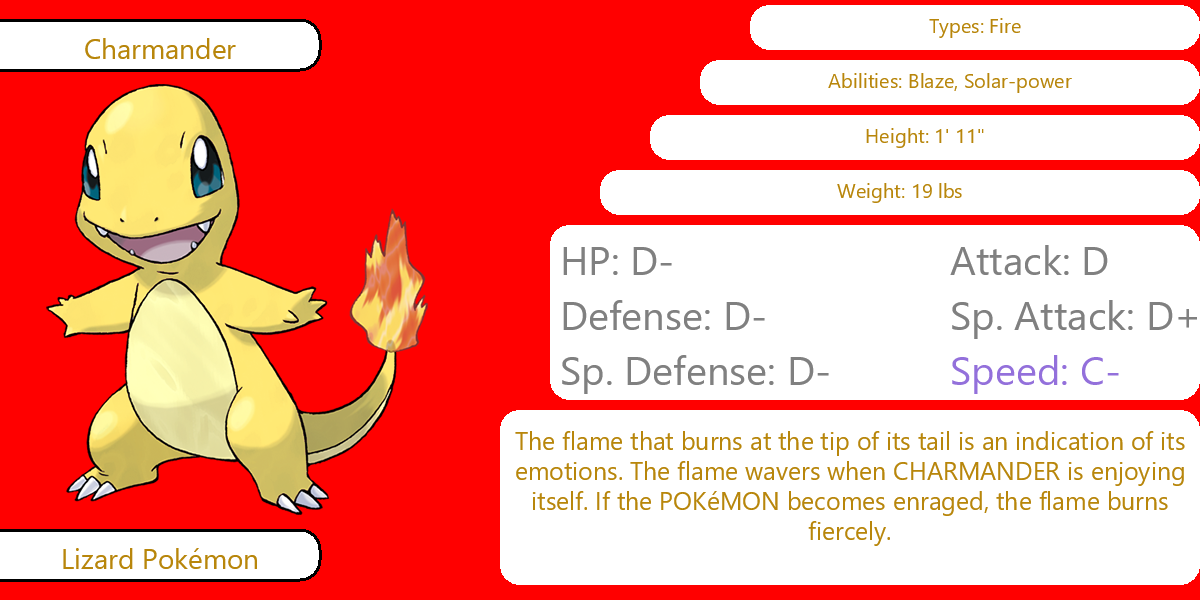 Charmander
Types: Fire
Abilities: Blaze, Solar-power
Height: 1' 11"
Weight: 19 lbs
HP: D-
Attack: D
Defense: D-
Sp. Attack: D+
Sp. Defense: D-
Speed: C-
The flame that burns at the tip of its tail is an indication of its
emotions. The flame wavers when CHARMANDER is enjoying
itself. If the POKéMON becomes enraged, the flame burns
fiercely.
Lizard Pokémon